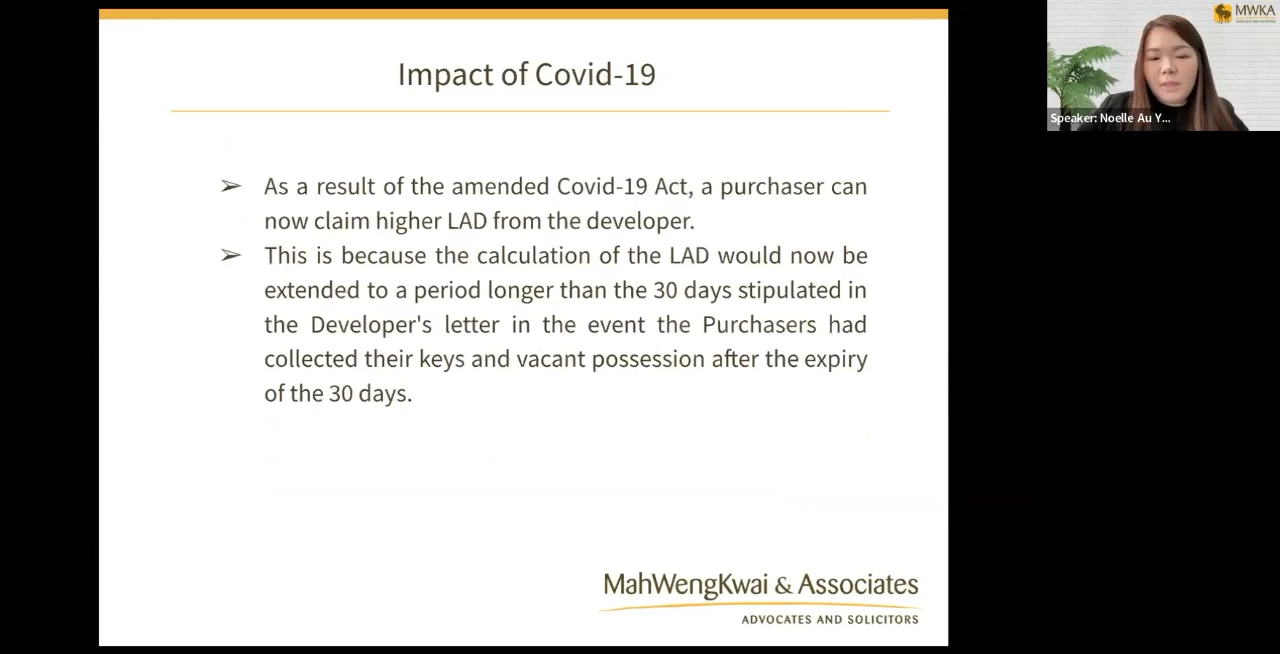 Impact of Covid-19
➢ As a result of the amended Covid-19 Act, a purchaser can
now claim higher LAD from the developer.
➢ This is because the calculation of the LAD would now be
extended to a period longer than the 30 days stipulated in
the Developer's letter in the event the Purchasers had
collected their keys and vacant possession after the expiry
of the 30 days.
MahWengKwai & Associates
ADVOCATES AND SOLICITORS
MWKA
Speaker: Noelle Au Y...